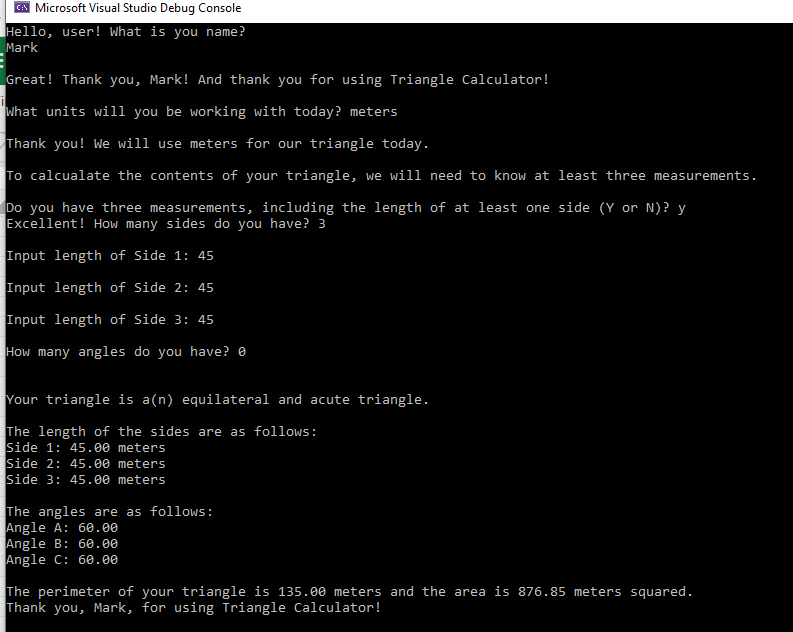 Microsoft Visual Studio Debug Console
Hello, user! What is you name?
Mark
Great! Thank you, Mark! And thank you for using Triangle Calculator!
What units will you be working with today? meters
Thank you! We will use meters for our triangle today.
To calcualate the contents of your triangle, we will need to know at least three measurements.
Do you have three measurements, including the length of at least one side (Y or N)? y
Excellent! How many sides do you have? 3
Input length of Side 1: 45
Input length of Side 2: 45
Input length of Side 3: 45
How many angles do you have? 0
Your triangle is a(n) equilateral and acute triangle.
The length of the sides are as follows:
Side 1: 45.00 meters
Side 2: 45.00 meters
Side 3: 45.00 meters
The angles are as follows:
Angle A: 60.00
Angle B: 60.00
Angle C: 60.00
The perimeter of your triangle is 135.00 meters and the area is 876.85 meters squared.
Thank you, Mark, for using Triangle Calculator!